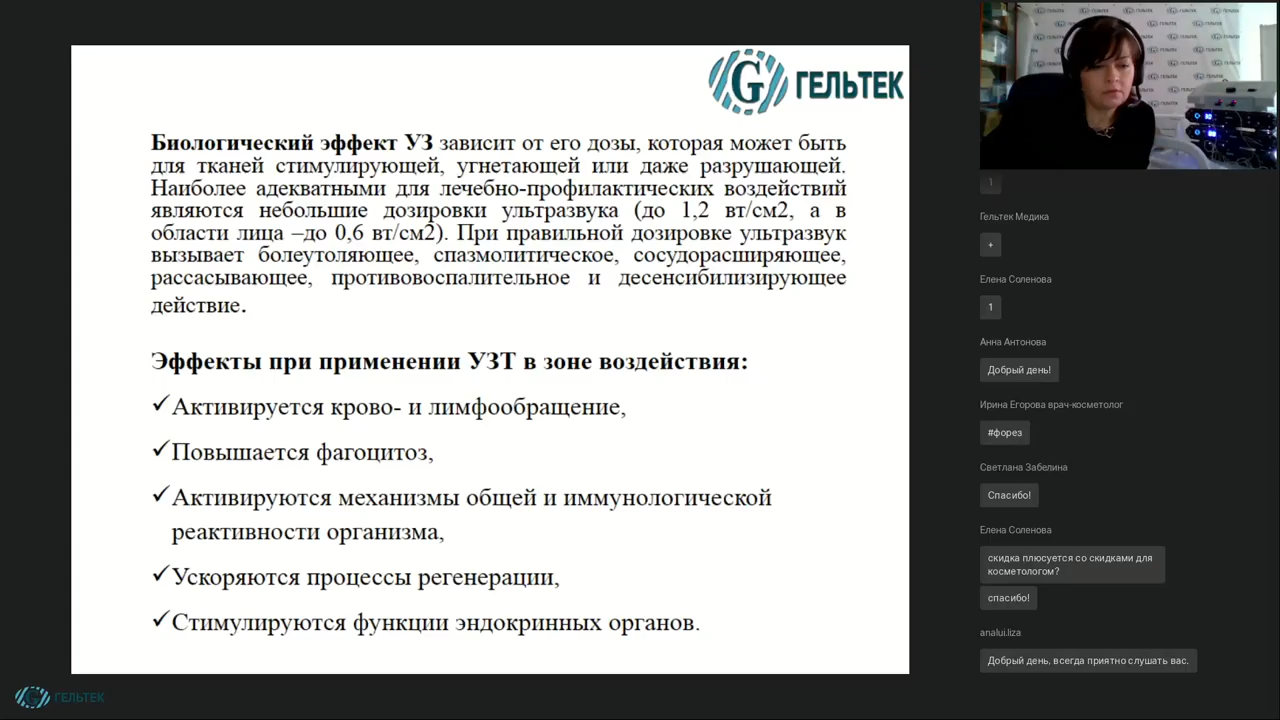 ГЕЛЬТЕК
Биологический эффект УЗ зависит от его дозы, которая может быть
для тканей стимулирующей, угнетающей или даже разрушающей.
Наиболее адекватными для лечебно-профилактических воздействий
являются небольшие дозировки ультразвука (до 1,2 вт/см2, а в
области лица –до 0,6 вт/см2). При правильной дозировке ультразвук
вызывает болеутоляющее, спазмолитическое, сосудорасширяющее,
рассасывающее, противовоспалительное и десенсибилизирующее
действие.
Эффекты при применении УЗТ в зоне воздействия:
✓Активируется крово- и лимфообращение,
✓Повышается фагоцитоз,
✓Активируются механизмы общей и иммунологической
реактивности организма,
✓Ускоряются процессы регенерации,
✓Стимулируются функции эндокринных органов.
ГЕЛЬТЕК
1
Гельтек Медика
+
Елена Соленова
1
Анна Антонова
Добрый день!
Ирина Егорова врач-косметолог
#форез
Светлана Забелина
Спасибо!
Елена Соленова
скидка плюсуется со скидками для
косметологом?
спасибо!
analui.liza
Добрый день, всегда приятно слушать вас.